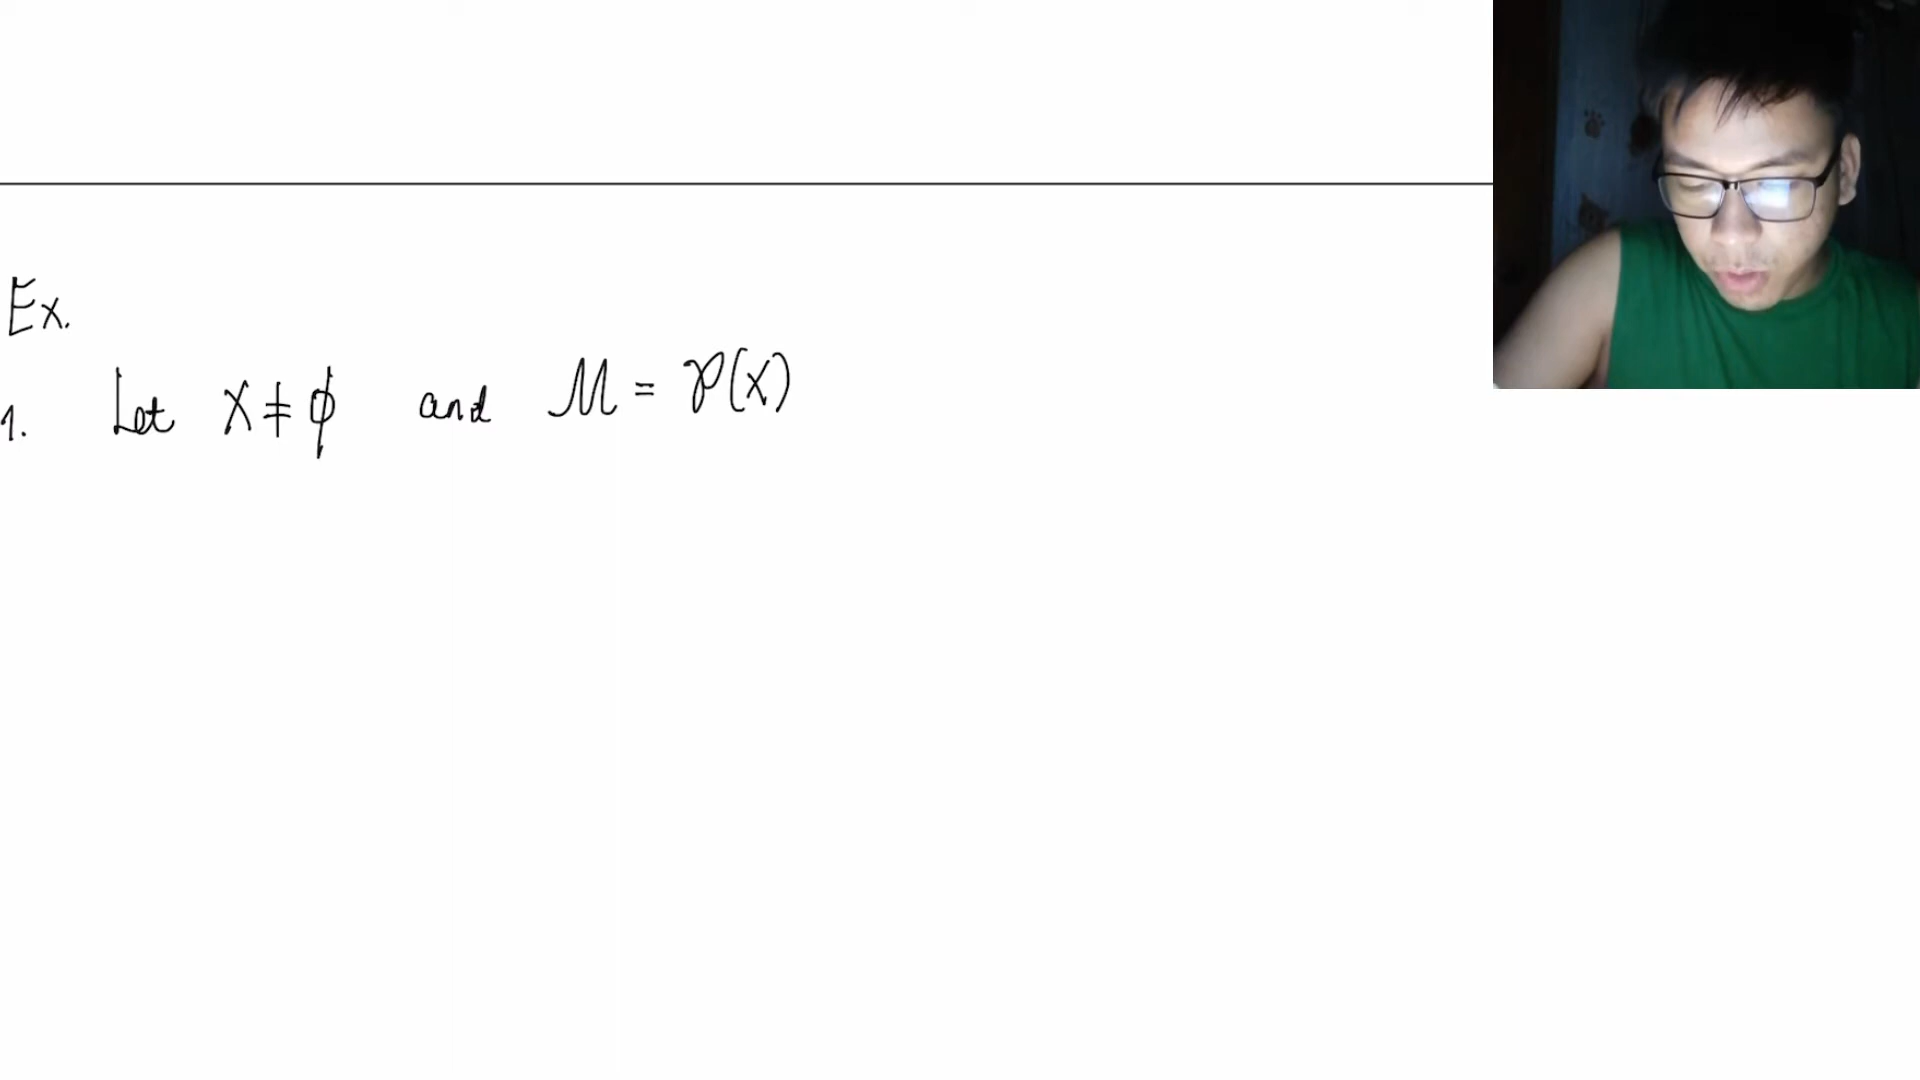 Ex.
1. Let X ≠ ϕ and M = P(X)